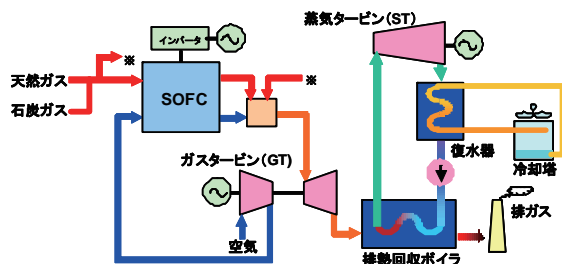 蒸気タービン(ST)
インバータ
※
※
天然ガス
石炭ガス
SOFC
復水器
冷却塔
ガスタービン(GT)
排ガス
空気
排熱回収ボイラ